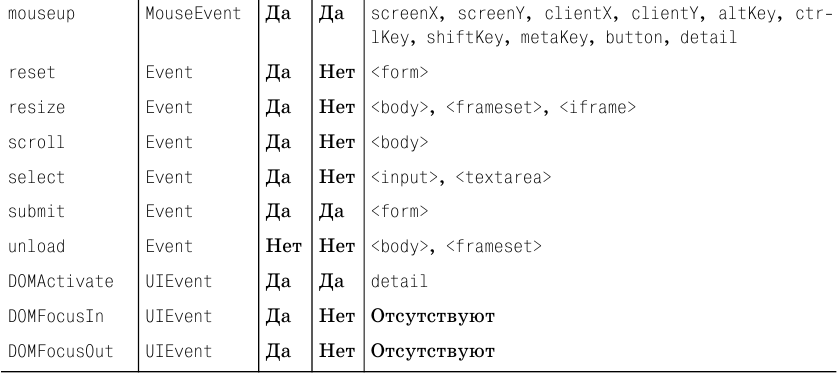 mouseup MouseEvent Да Да screenX, screenY, clientX, clientY, altKey, ctr-
lKey, shiftKey, metaKey, button, detail
reset Event Да Нет <form>
resize Event Да Нет <body>, <frameset>, <iframe>
scroll Event Да Нет <body>
select Event Да Нет <input>, <textarea>
submit Event Да Да <form>
unload Event Нет Нет <body>, <frameset>
DOMActivate UIEvent Да Да detail
DOMFocusIn UIEvent Да Нет Отсутствуют
DOMFocusOut UIEvent Да Нет Отсутствуют